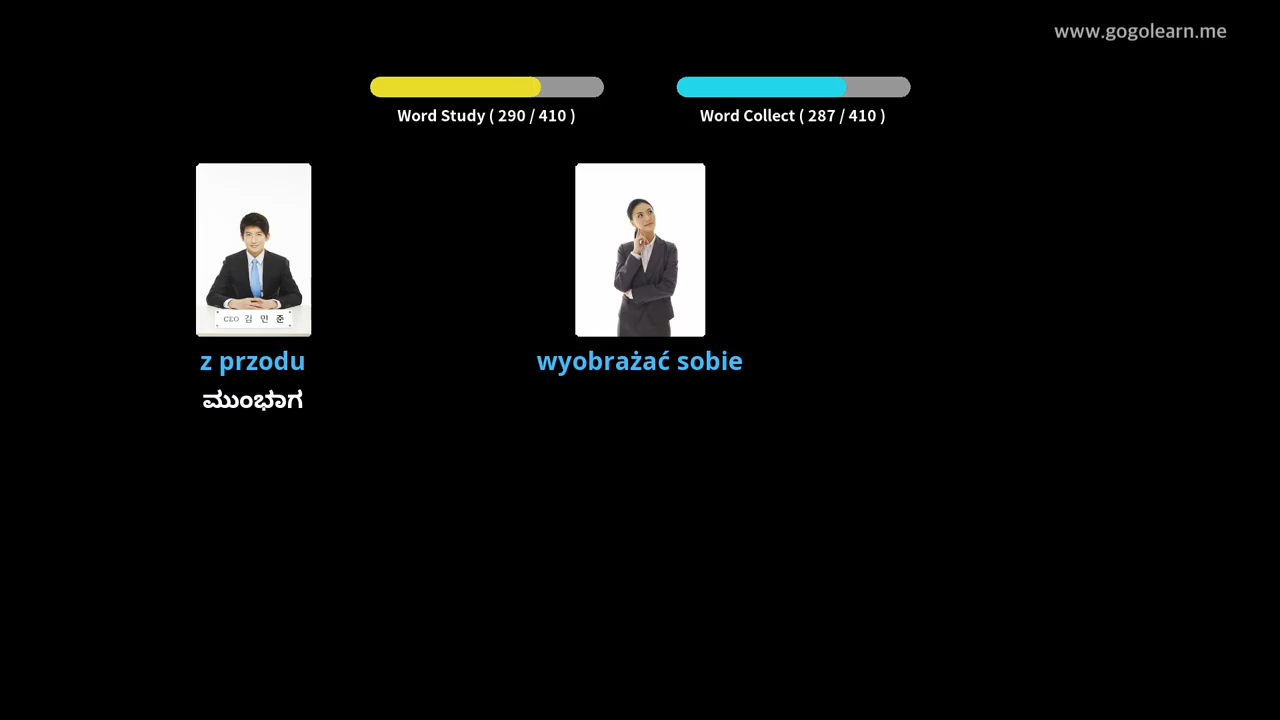 www.gogolearn.me
Word Study ( 290 / 410 )
Word Collect ( 287 / 410 )
CEO 김 민 준
z przodu
wyobrażać sobie
ಮುಂಭಾಗ